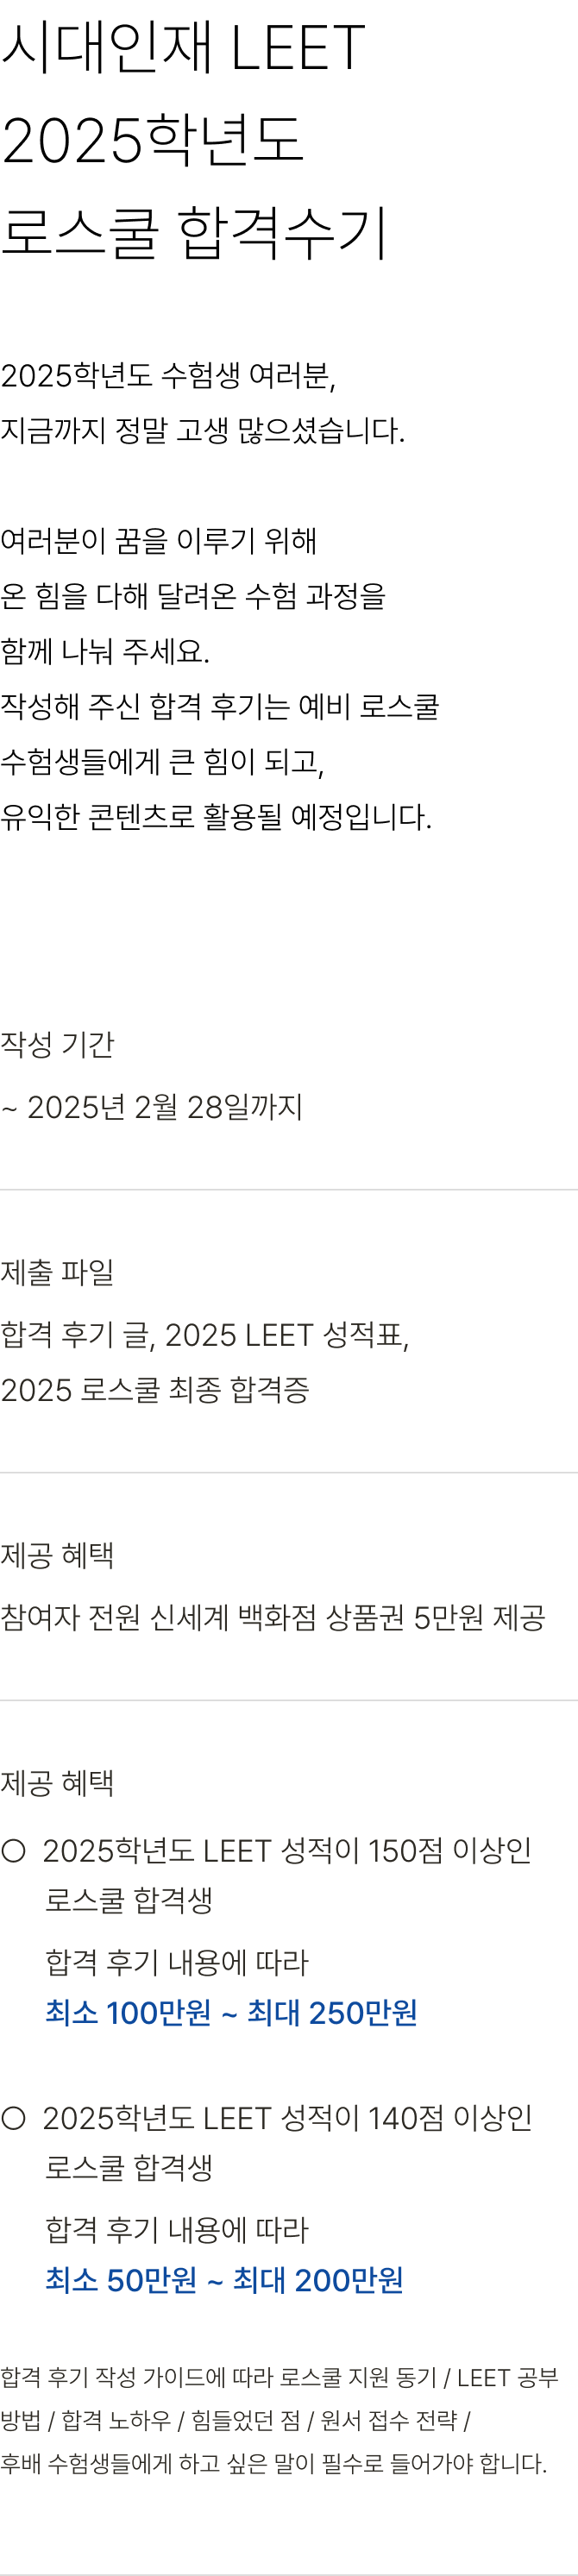 시대인재 LEET
2025학년도
로스쿨 합격수기
2025학년도 수험생 여러분,
지금까지 정말 고생 많으셨습니다.
여러분이 꿈을 이루기 위해
온 힘을 다해 달려온 수험 과정을
함께 나눠 주세요.
작성해 주신 합격 후기는 예비 로스쿨
수험생들에게 큰 힘이 되고,
유익한 콘텐츠로 활용될 예정입니다.
작성 기간
~ 2025년 2월 28일까지
제출 파일
합격 후기 글, 2025 LEET 성적표,
2025 로스쿨 최종 합격증
제공 혜택
참여자 전원 신세계 백화점 상품권 5만원 제공
제공 혜택
○ 2025학년도 LEET 성적이 150점 이상인
로스쿨 합격생
합격 후기 내용에 따라
최소 100만원 ~ 최대 250만원
○ 2025학년도 LEET 성적이 140점 이상인
로스쿨 합격생
합격 후기 내용에 따라
최소 50만원 ~ 최대 200만원
합격 후기 작성 가이드에 따라 로스쿨 지원 동기 / LEET 공부
방법 / 합격 노하우 / 힘들었던 점 / 원서 접수 전략 /
후배 수험생들에게 하고 싶은 말이 필수로 들어가야 합니다.